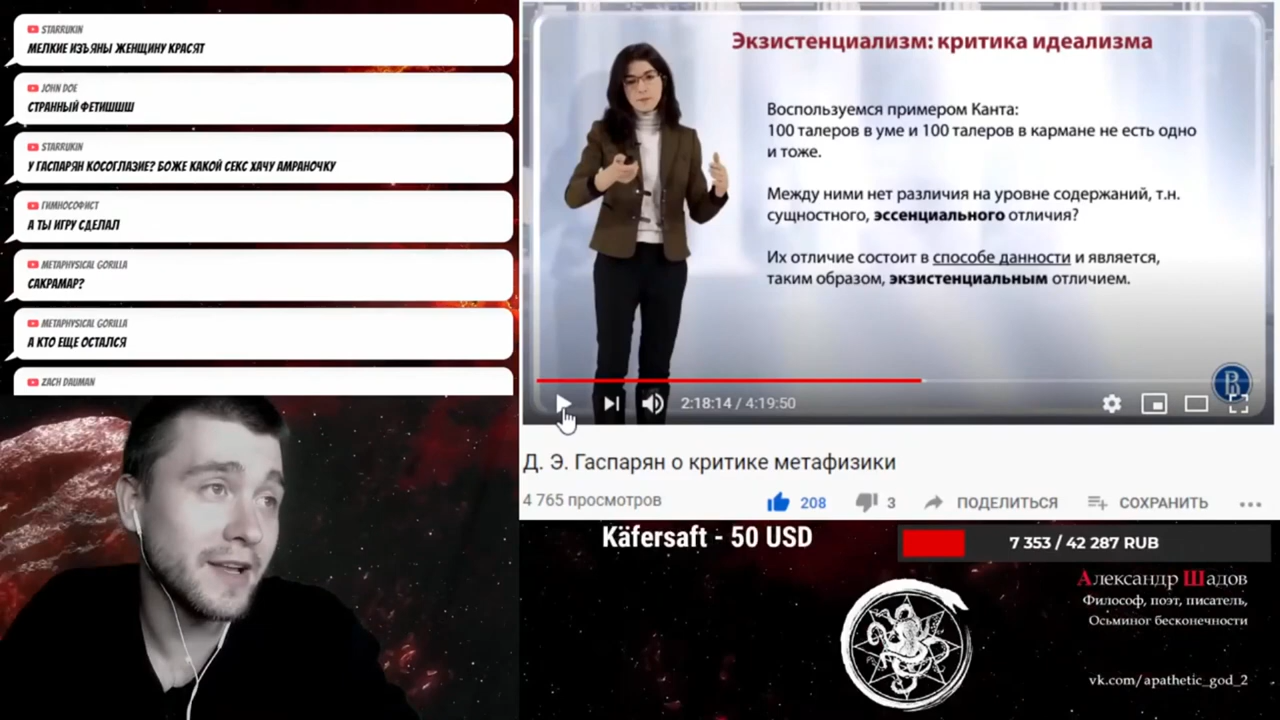 STARRUKIN
МЕЛКИЕ ИЗЪЯНЫ ЖЕНЩИНУ КРАСЯТ
JOHN DOE
СТРАННЫЙ ФЕТИШШШ
STARRUKIN
У ГАСПАРЯН КОСОГЛАЗИЕ? БОЖЕ КАКОЙ СЕКС ХАЧУ АМРАНОЧКУ
ГИМНОСОФИСТ
А ТЫ ИГРУ СДЕЛАЛ
METAPHYSICAL GORILLA
САКРАМАР?
METAPHYSICAL GORILLA
А КТО ЕЩЕ ОСТАЛСЯ
ZACH DAUMAN
Экзистенциализм: критика идеализма
Воспользуемся примером Канта:
100 талеров в уме и 100 талеров в кармане не есть одно
и тоже.
Между ними нет различия на уровне содержаний, т.н.
сущностного, эссенциального отличия?
Их отличие состоит в способе данности и является,
таким образом, экзистенциальным отличием.
2:18:14 / 4:19:50
Д. Э. Гаспарян о критике метафизики
4 765 просмотров
208
3
ПОДЕЛИТЬСЯ
СОХРАНИТЬ
Käfersaft - 50 USD
7 353 / 42 287 RUB
Александр Шадов
Философ, поэт, писатель,
Осьминог бесконечности
vk.com/apathetic_god_2